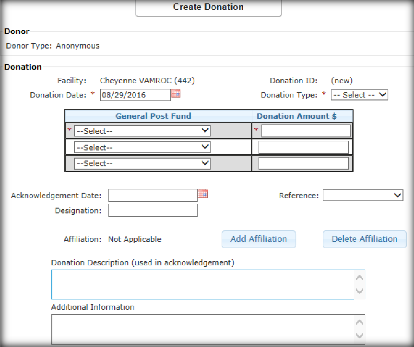 Create Donation
Donor
Donor Type: Anonymous
Donation
Facility: Cheyenne VAMROC (442) Donation ID: (new)
Donation Date: * 08/29/2016 Donation Type: * -- Select --
General Post Fund Donation Amount $
* --Select-- *
--Select--
--Select--
Acknowledgement Date: Reference:
Designation:
Affiliation: Not Applicable Add Affiliation Delete Affiliation
Donation Description (used in acknowledgement)
Additional Information